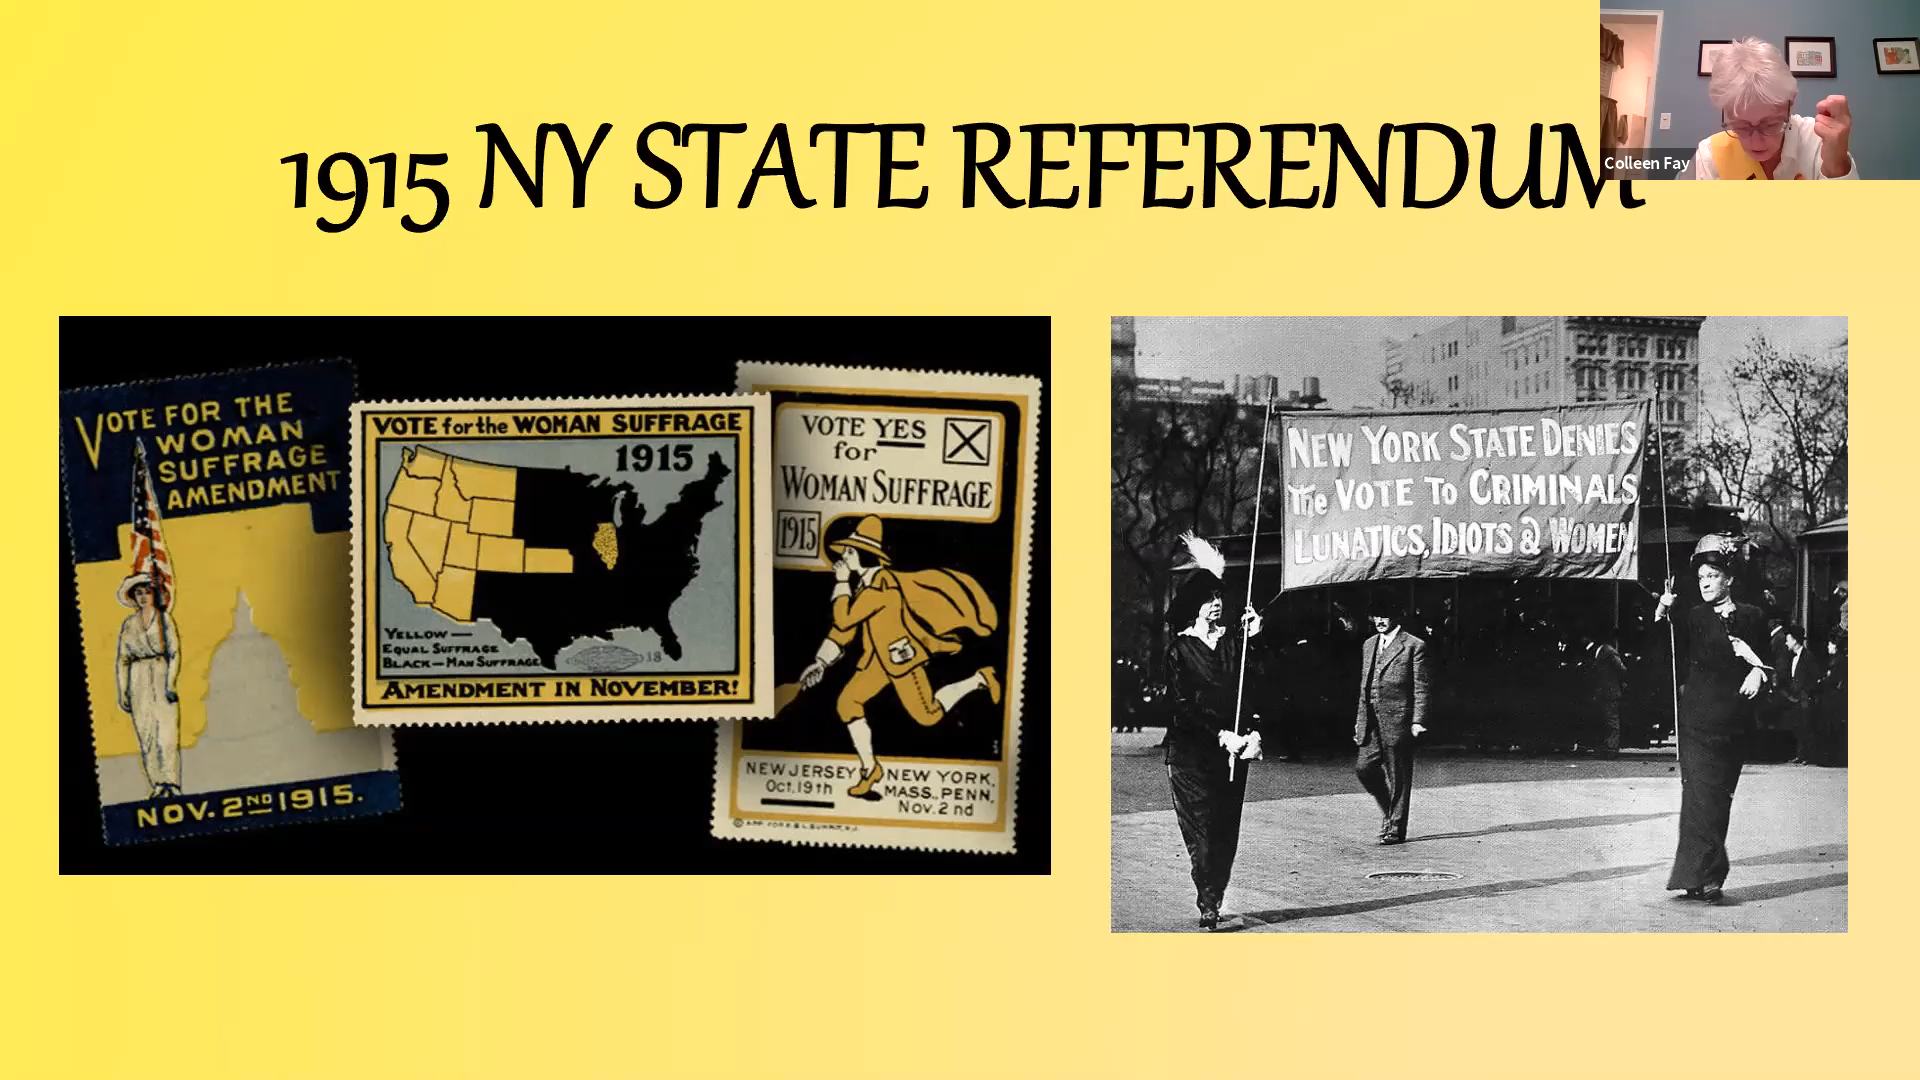 1915 NY STATE REFERENDUM
Colleen Fay
VOTE FOR THE
WOMAN
SUFFRAGE
AMENDMENT
NOV. 2ND 1915.
VOTE for the WOMAN SUFFRAGE
1915
YELLOW —
EQUAL SUFFRAGE
BLACK — MAN SUFFRAGE
18
AMENDMENT IN NOVEMBER!
VOTE YES
for
WOMAN SUFFRAGE
1915
NEW JERSEY
Oct. 19th
NEW YORK,
MASS., PENN,
Nov. 2nd
NEW YORK STATE DENIES
The VOTE TO CRIMINALS
LUNATICS, IDIOTS & WOMEN.